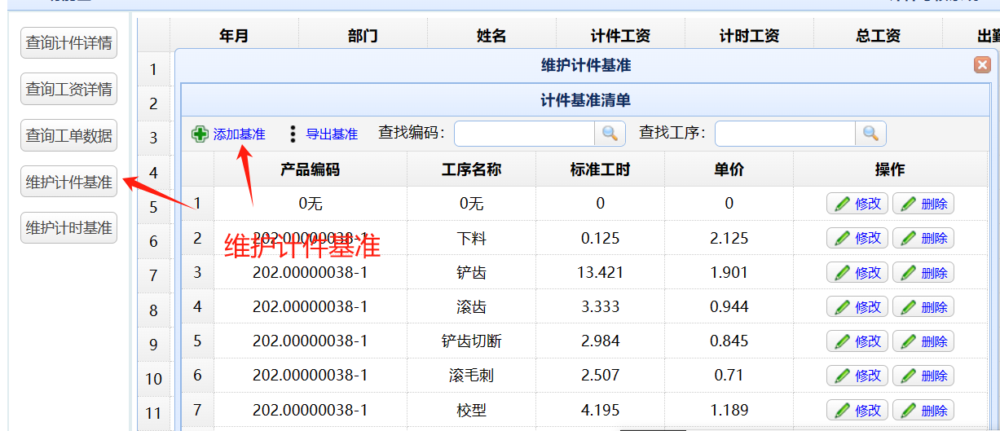 查询计件详情
查询工资详情
查询工单数据
维护计件基准
维护计时基准
年月 部门 姓名 计件工资 计时工资 总工资
1
2
3
4
5
6
7
8
9
10
11
维护计件基准
计件基准清单
添加基准 导出基准 查找编码： 查找工序：
产品编码 工序名称 标准工时 单价 操作
1 0无 0无 0 0 修改 删除
2 202.00000038-1 下料 0.125 2.125 修改 删除
维护计件基准
3 202.00000038-1 铲齿 13.421 1.901 修改 删除
4 202.00000038-1 滚齿 3.333 0.944 修改 删除
5 202.00000038-1 铲齿切断 2.984 0.845 修改 删除
6 202.00000038-1 滚毛刺 2.507 0.71 修改 删除
7 202.00000038-1 校型 4.195 1.189 修改 删除